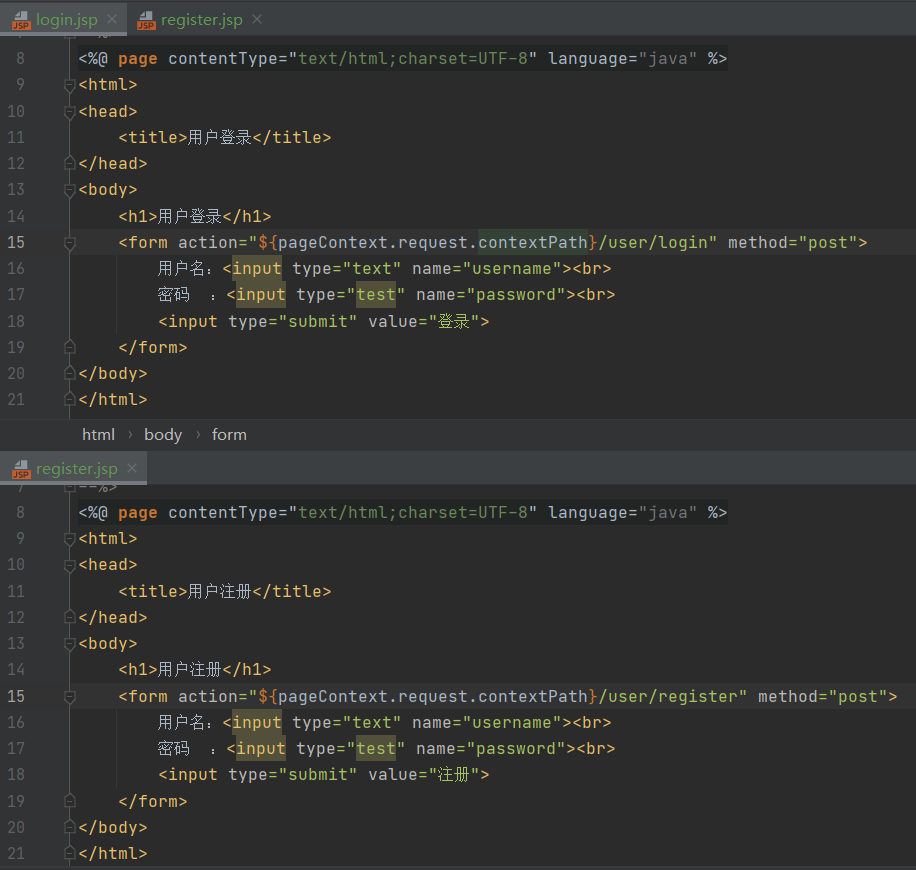 login.jsp register.jsp
8 <%@ page contentType="text/html;charset=UTF-8" language="java" %>
9 <html>
10 <head>
11 <title>用户登录</title>
12 </head>
13 <body>
14 <h1>用户登录</h1>
15 <form action="${pageContext.request.contextPath}/user/login" method="post">
16 用户名：<input type="text" name="username"><br>
17 密码 ：<input type="test" name="password"><br>
18 <input type="submit" value="登录">
19 </form>
20 </body>
21 </html>
html › body › form
register.jsp
7 --%>
8 <%@ page contentType="text/html;charset=UTF-8" language="java" %>
9 <html>
10 <head>
11 <title>用户注册</title>
12 </head>
13 <body>
14 <h1>用户注册</h1>
15 <form action="${pageContext.request.contextPath}/user/register" method="post">
16 用户名：<input type="text" name="username"><br>
17 密码 ：<input type="test" name="password"><br>
18 <input type="submit" value="注册">
19 </form>
20 </body>
21 </html>